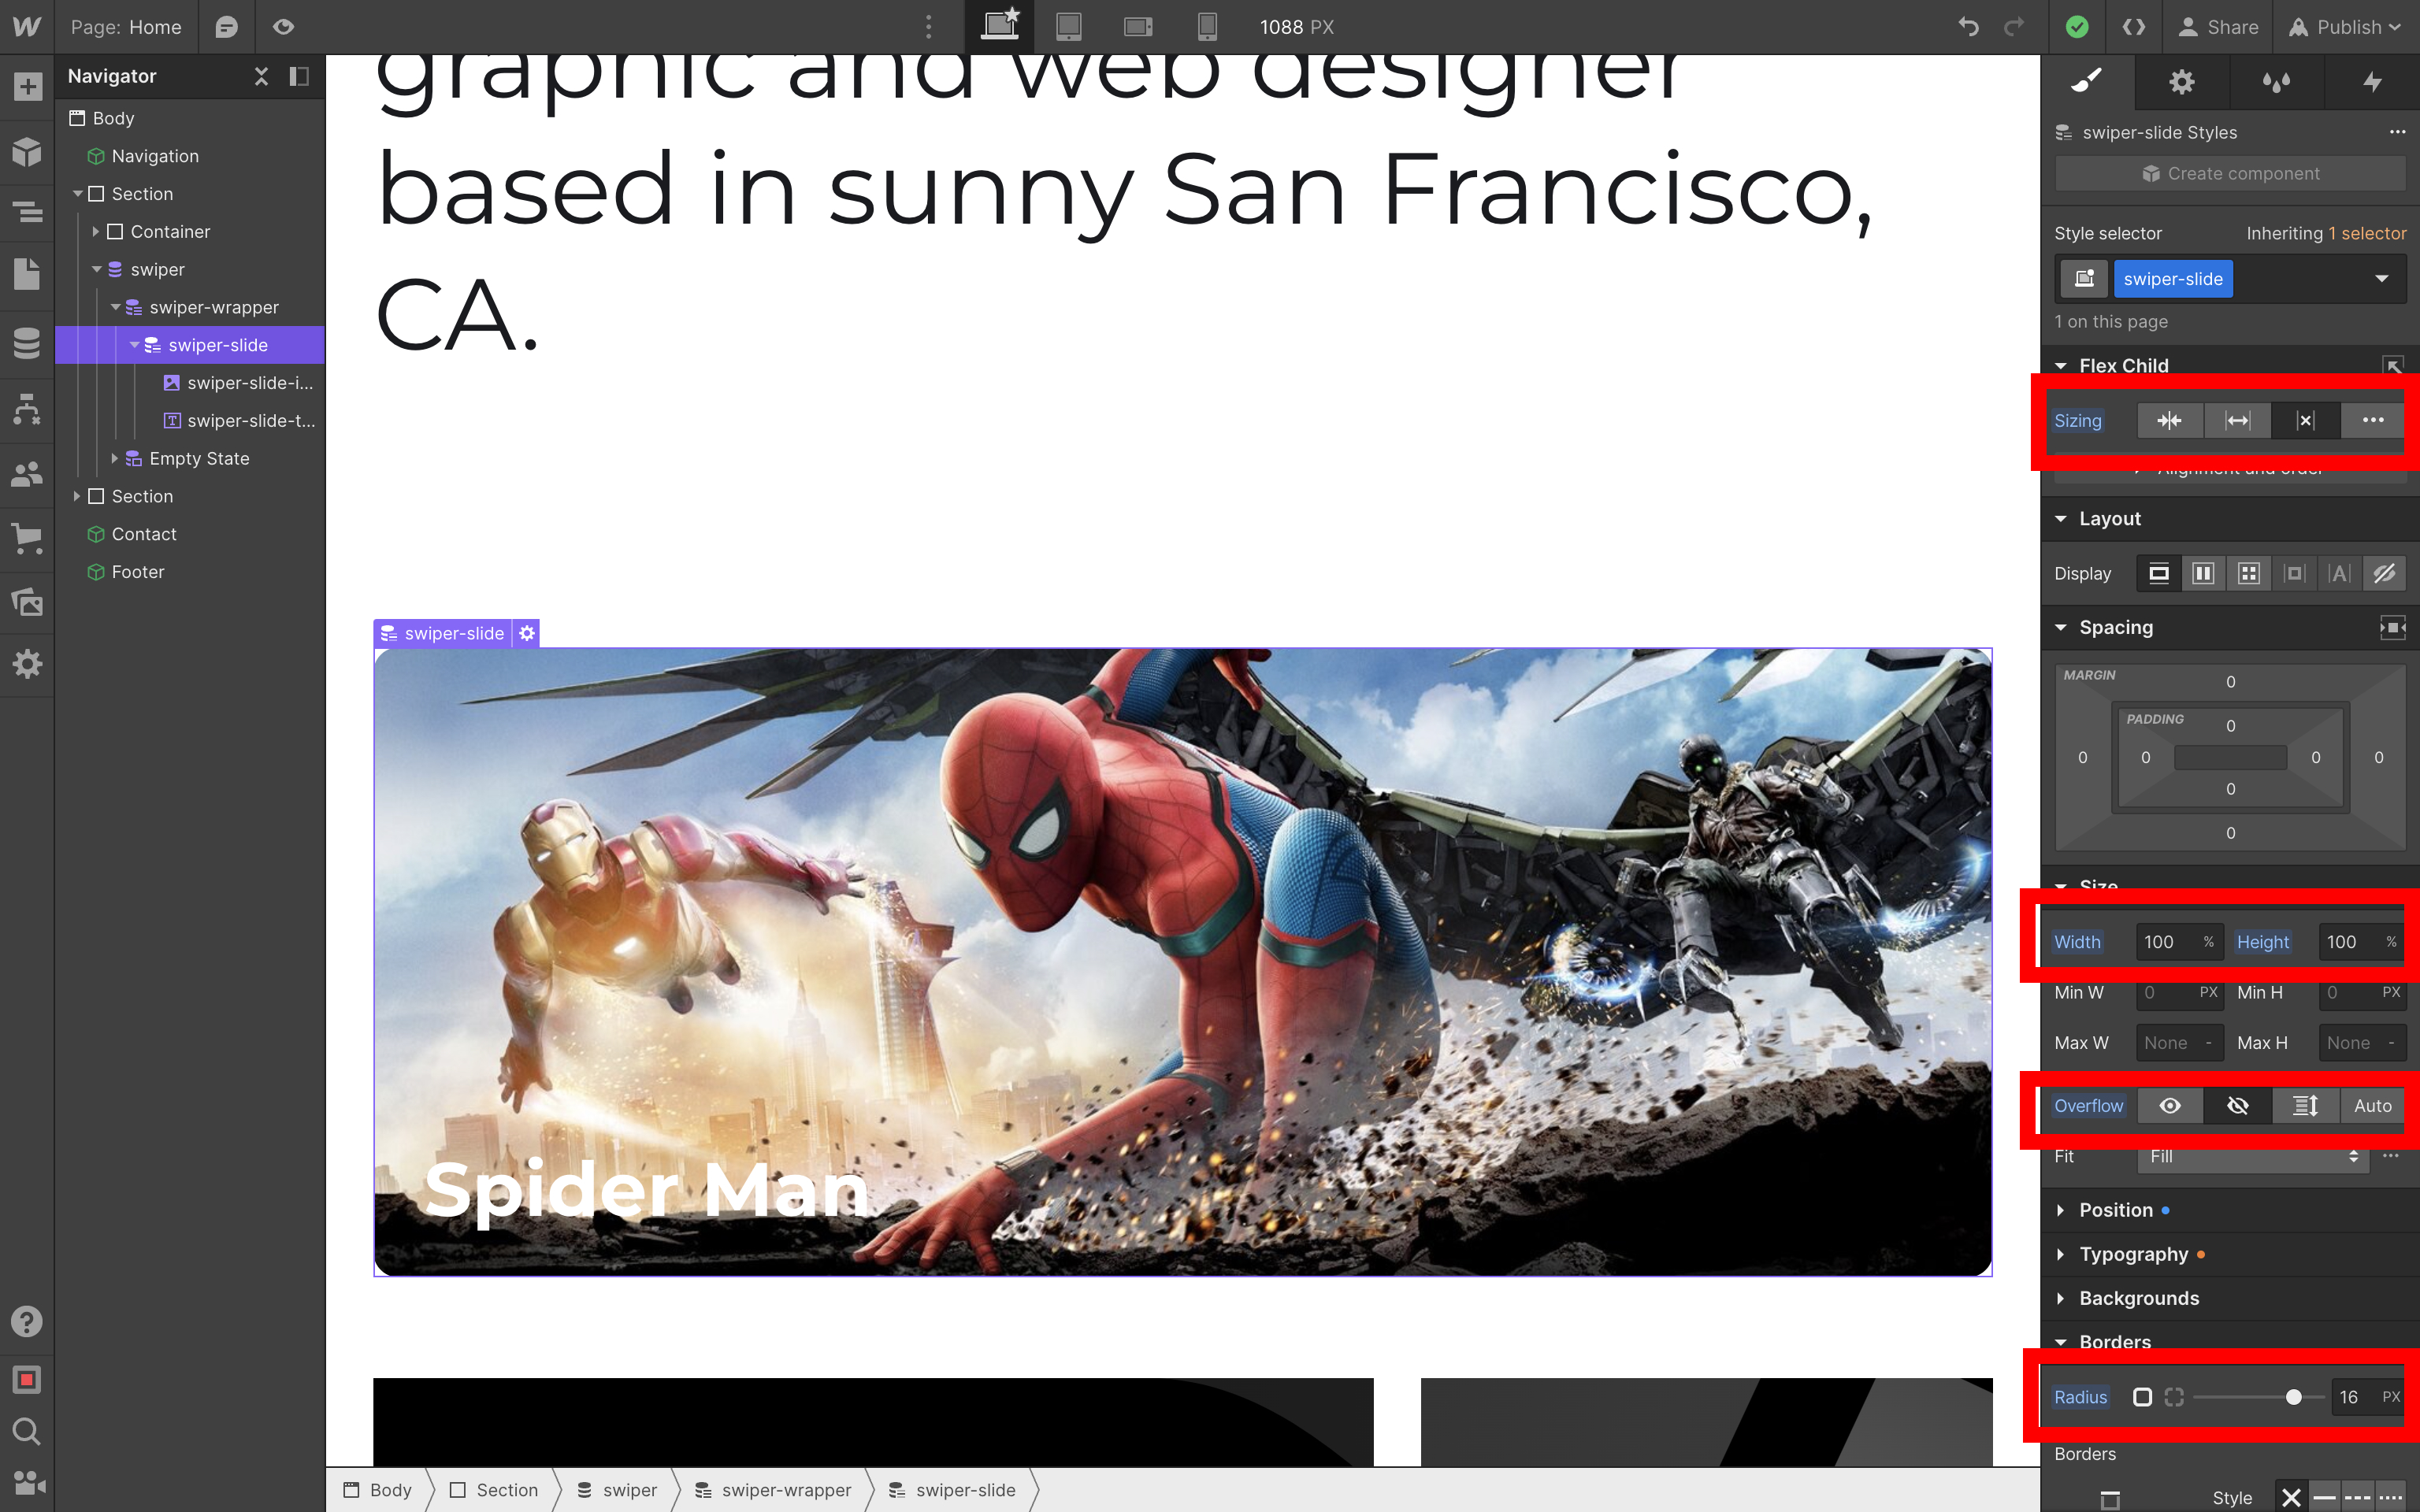 Page: Home
1088 PX
Share
Publish
Navigator
Body
Navigation
Section
Container
swiper
swiper-wrapper
swiper-slide
swiper-slide-i...
swiper-slide-t...
Empty State
Section
Contact
Footer
graphic and web designer
based in sunny San Francisco,
CA.
swiper-slide
Spider Man
Body
Section
swiper
swiper-wrapper
swiper-slide
swiper-slide Styles
Create component
Style selector
Inheriting 1 selector
swiper-slide
1 on this page
Flex Child
Sizing
Alignment and order
Layout
Display
Spacing
MARGIN
0
PADDING
0
0 0 0 0
0
0
Size
Width 100 % Height 100 %
Min W 0 PX Min H 0 PX
Max W None - Max H None -
Overflow Auto
Fit Fill
Position
Typography
Backgrounds
Borders
Radius 16 PX
Borders
Style